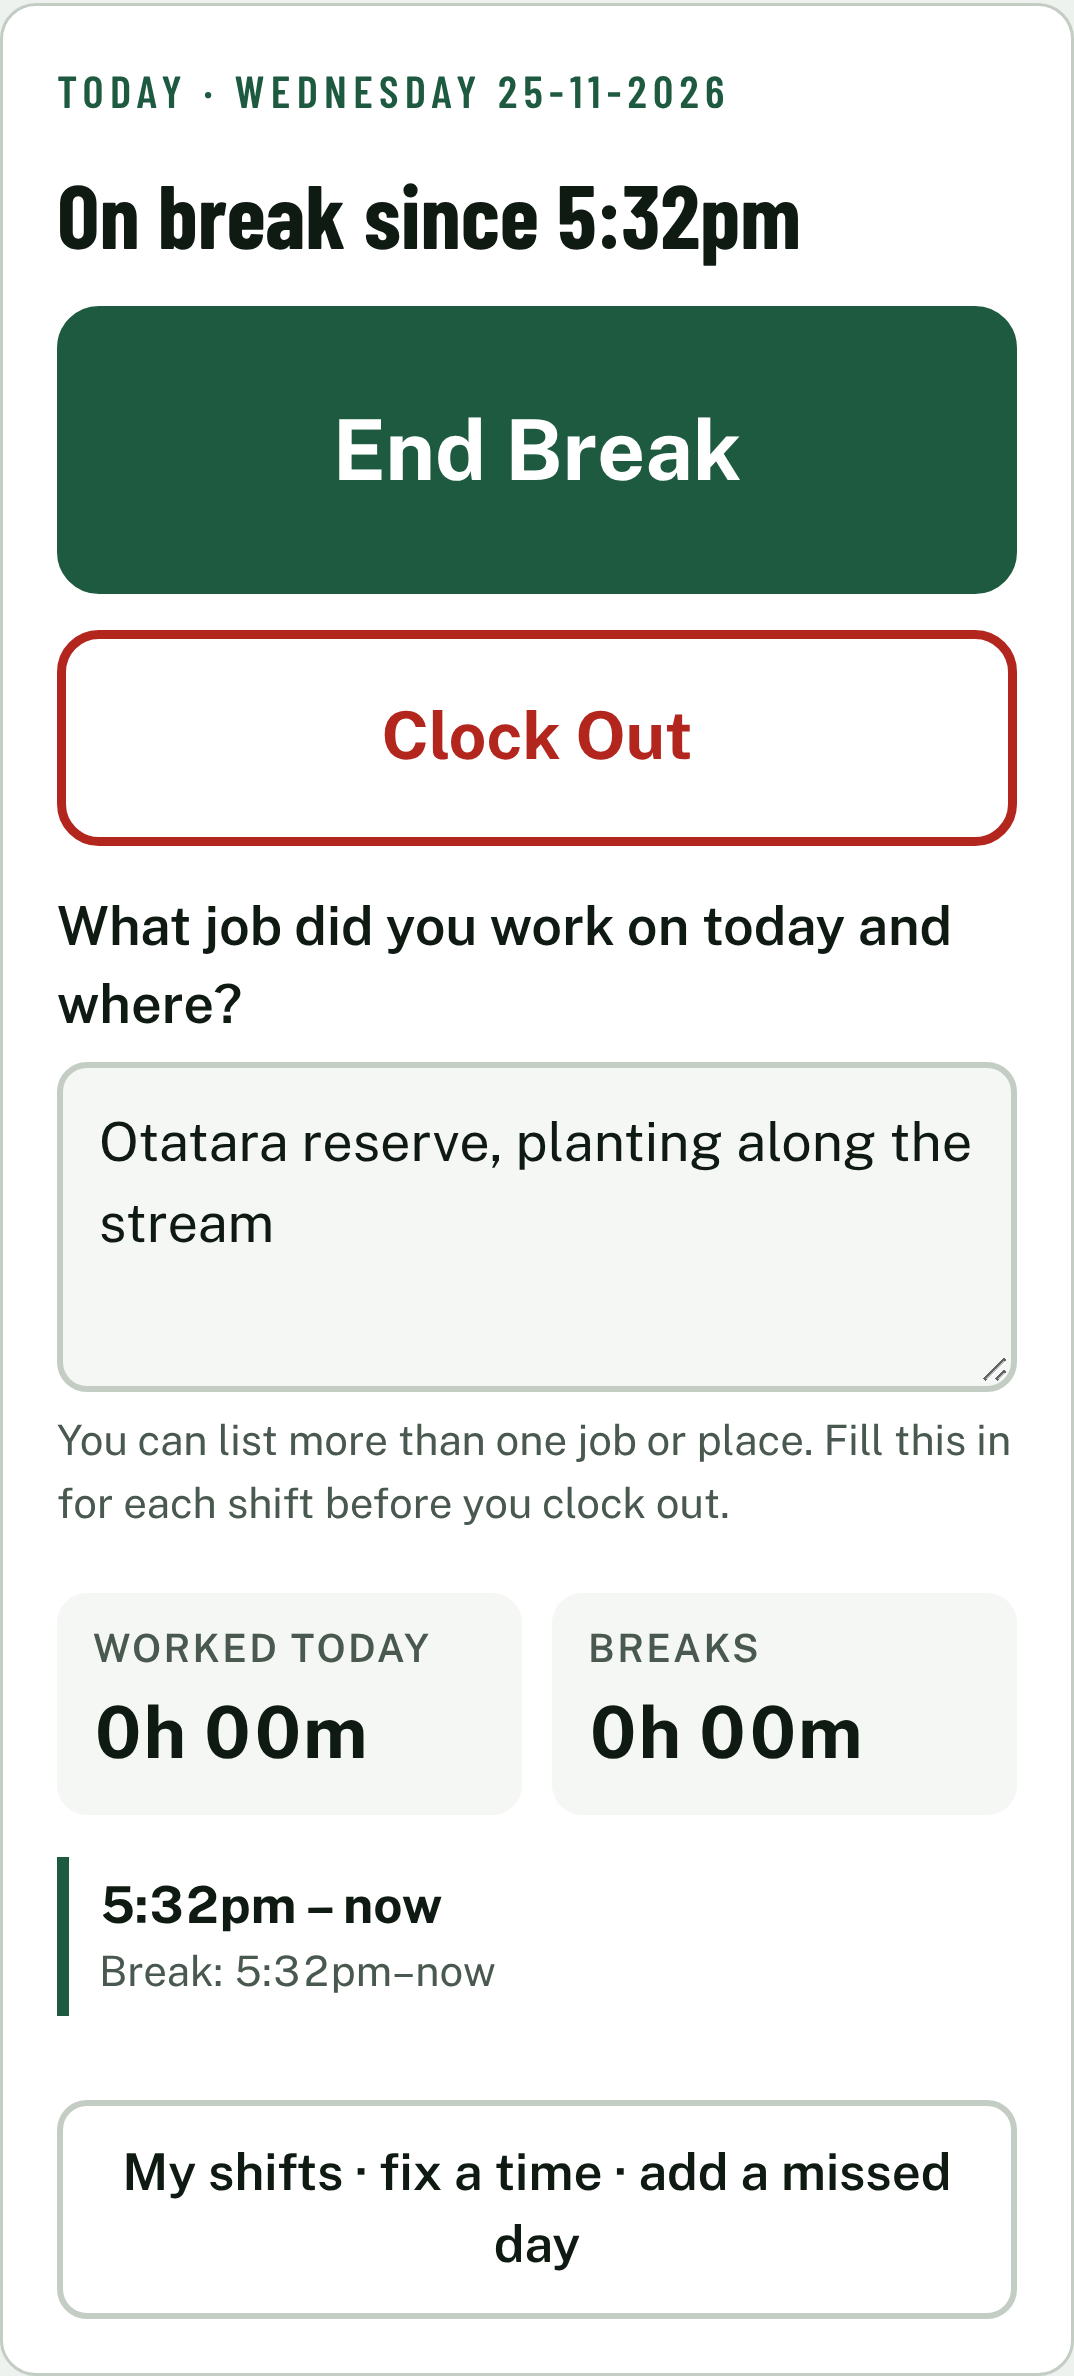 TODAY · WEDNESDAY 25-11-2026
On break since 5:32pm
End Break
Clock Out
What job did you work on today and
where?
Otatara reserve, planting along the
stream
You can list more than one job or place. Fill this in
for each shift before you clock out.
WORKED TODAY
0h 00m
BREAKS
0h 00m
5:32pm – now
Break: 5:32pm–now
My shifts · fix a time · add a missed
day